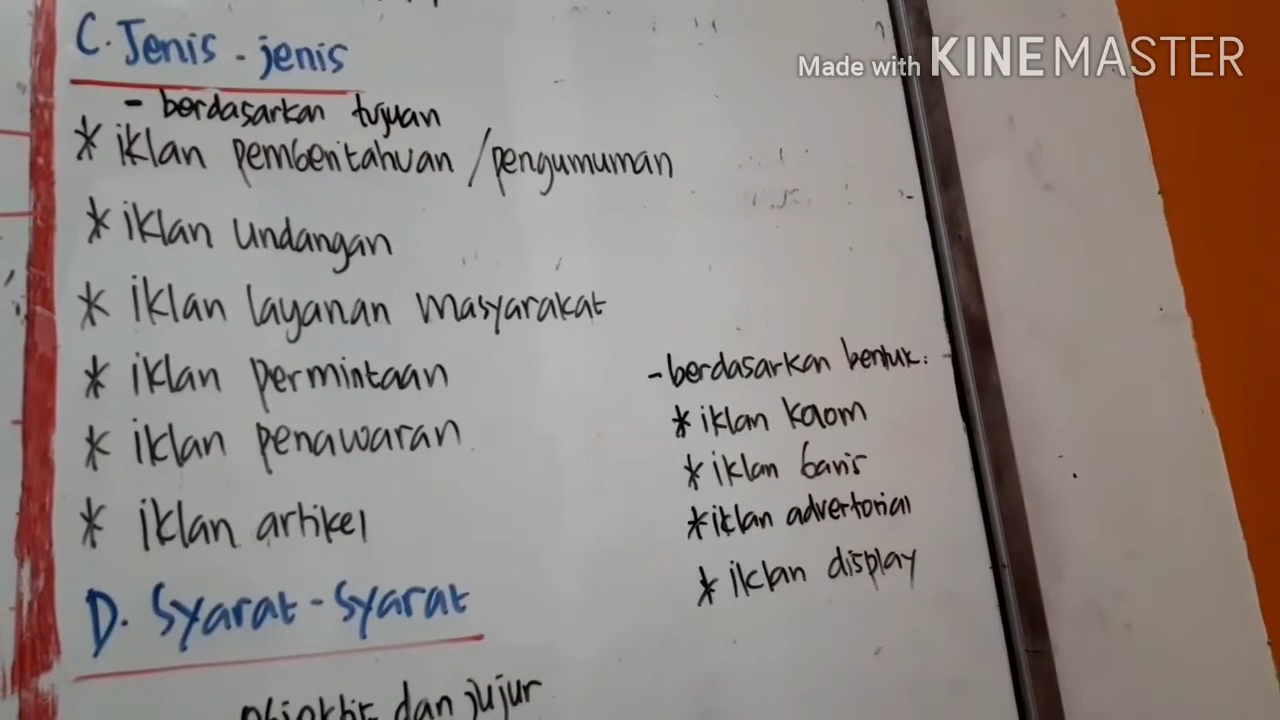 Made with KINEMASTER
C. Jenis - jenis
- berdasarkan tujuan
* iklan pemberitahuan / pengumuman
* iklan undangan
* iklan layanan masyarakat
* iklan permintaan
* iklan penawaran
* iklan artikel
- berdasarkan bentuk:
* iklan kolom
* iklan baris
* iklan advertorial
* iklan display
D. Syarat - Syarat
objektif dan jujur